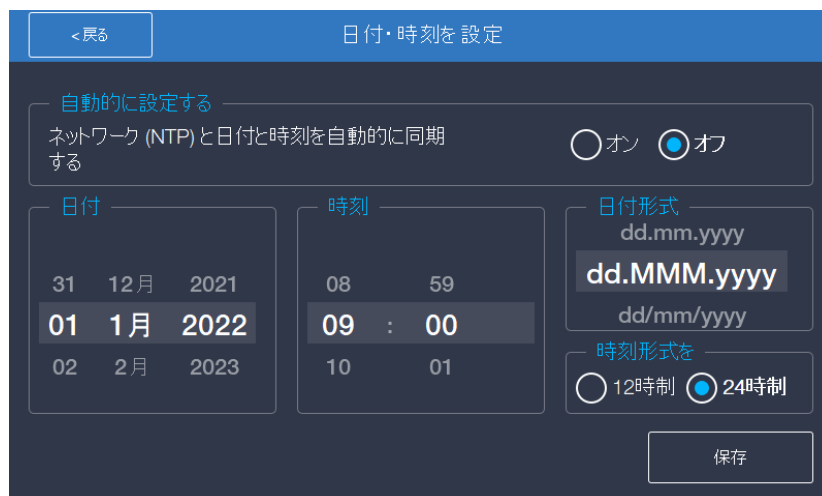 <戻る
日付・時刻を設定
自動的に設定する
ネットワーク (NTP) と日付と時刻を自動的に同期
する
オン オフ
日付
31 12月 2021
01 1月 2022
02 2月 2023
時刻
08 59
09 : 00
10 01
日付形式
dd.mm.yyyy
dd.MMM.yyyy
dd/mm/yyyy
時刻形式を
12時制 24時制
保存